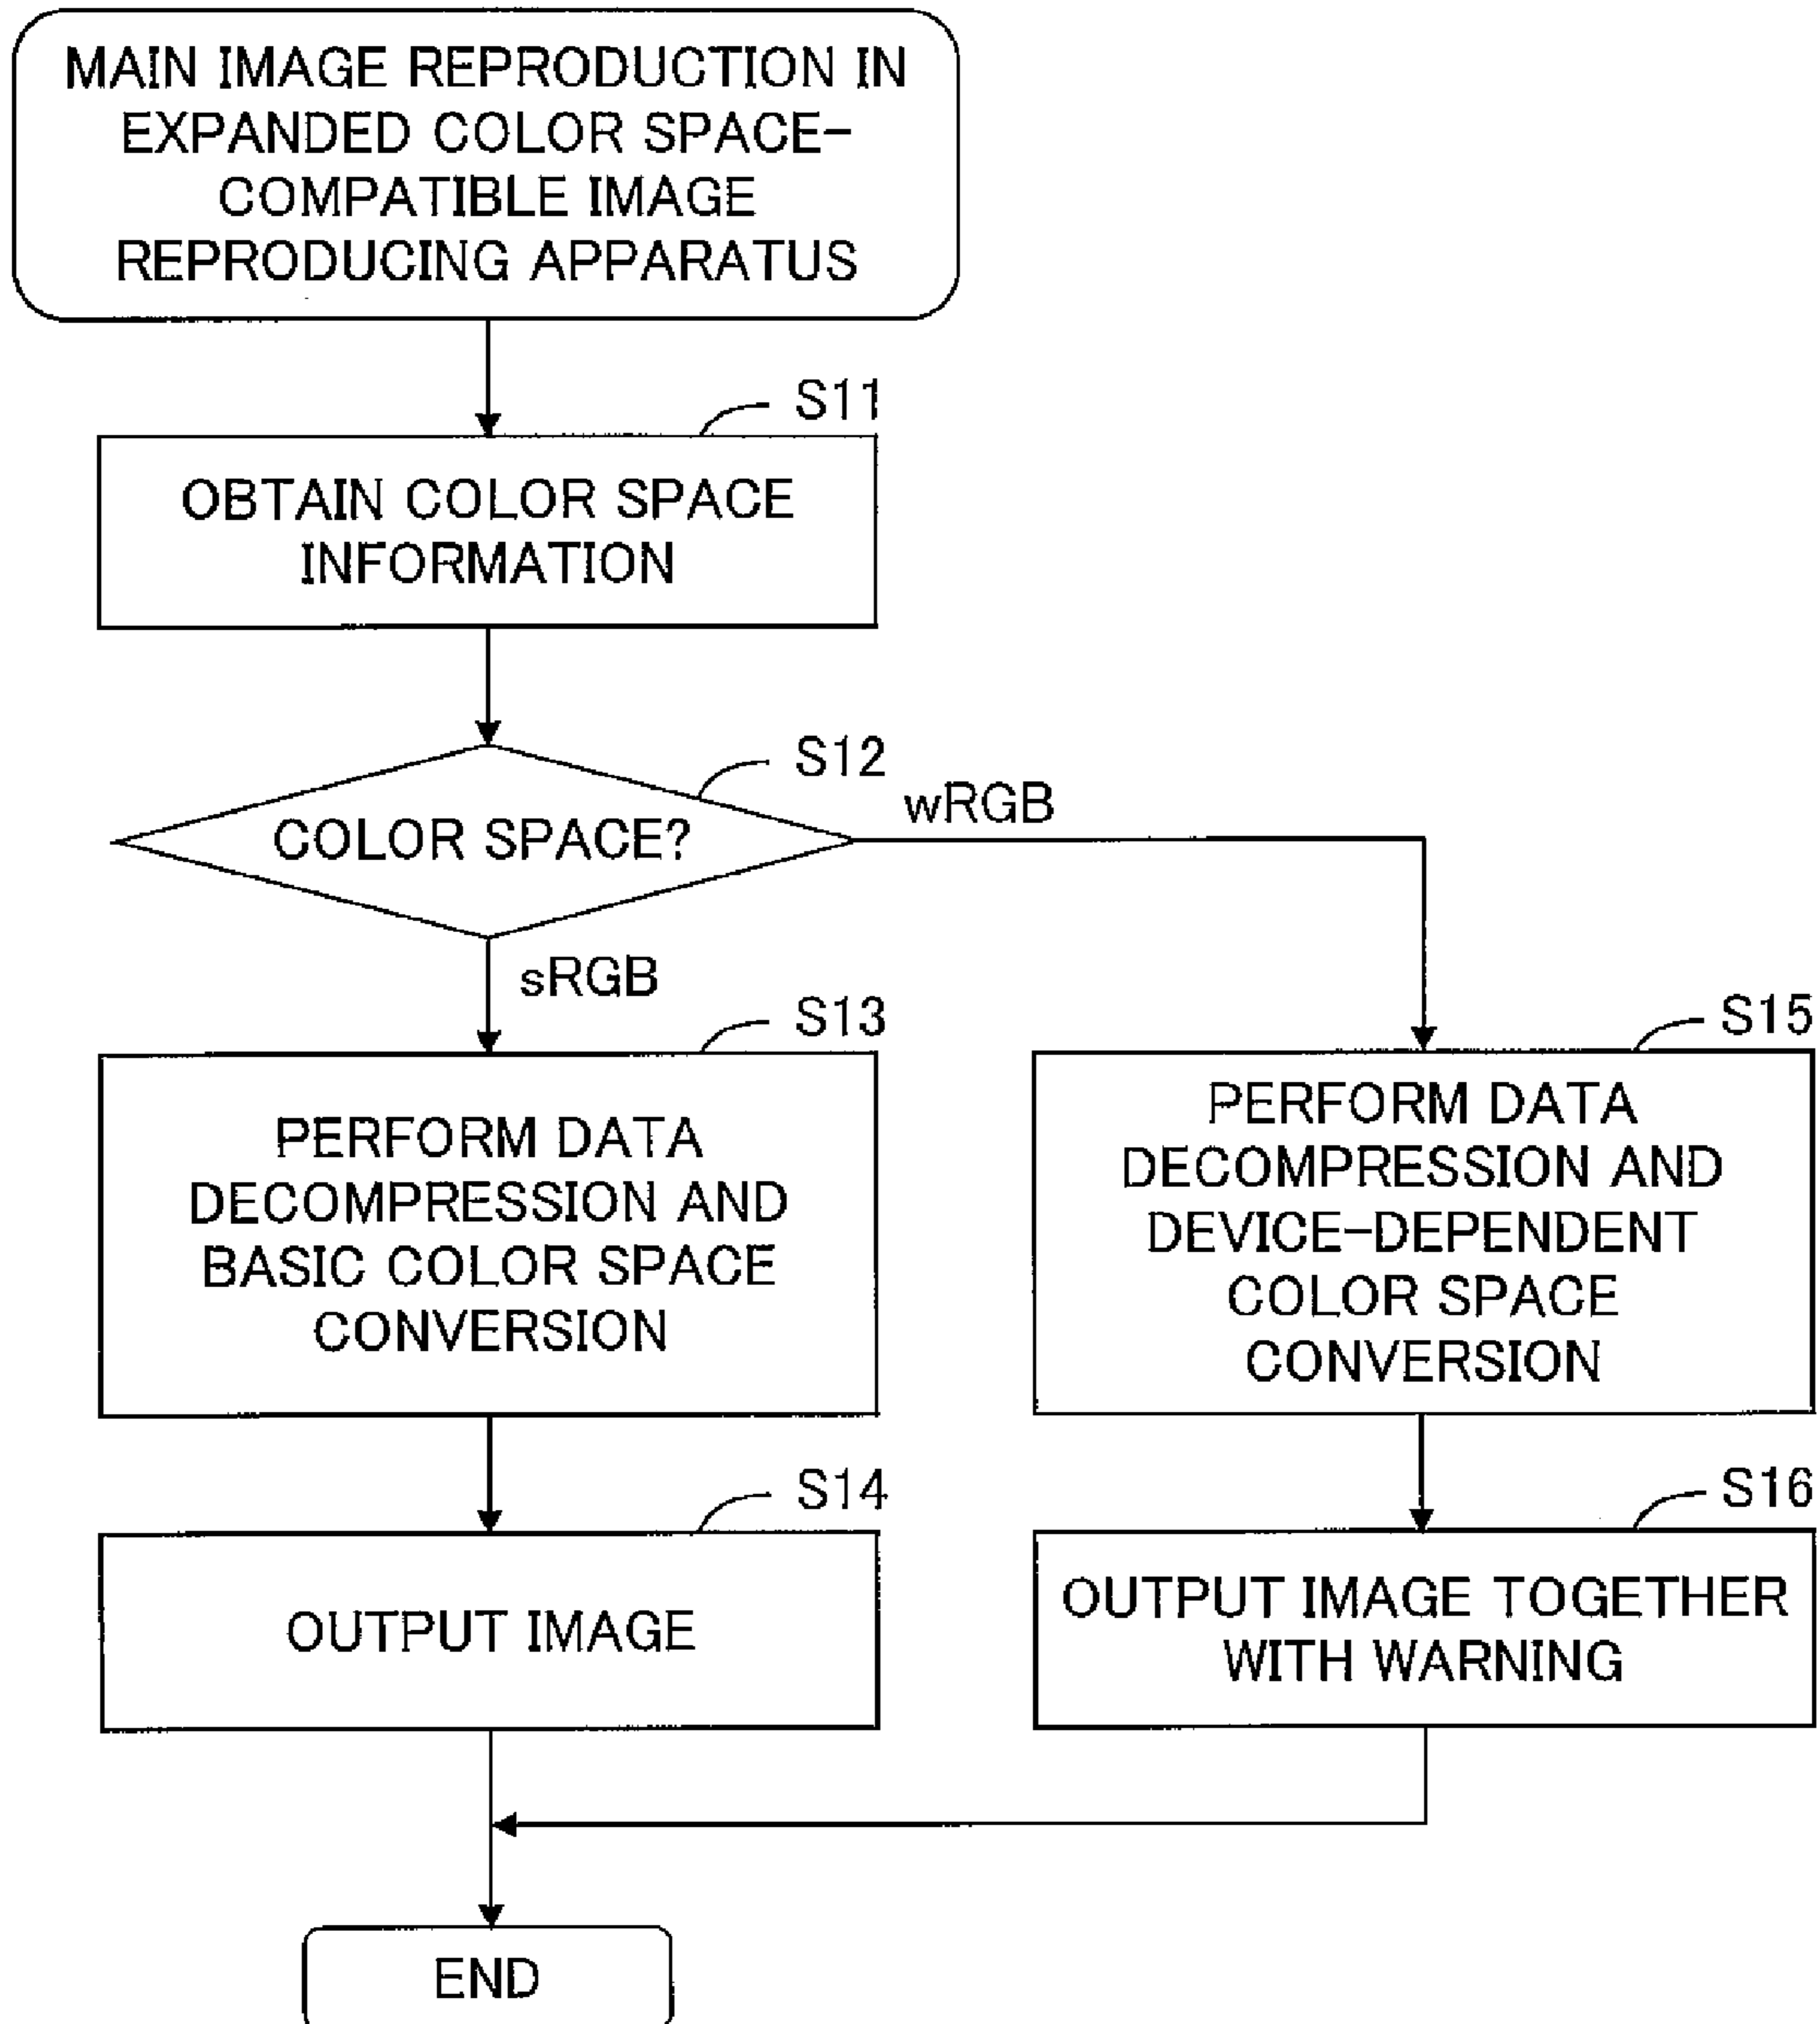 MAIN IMAGE REPRODUCTION IN
EXPANDED COLOR SPACE-
COMPATIBLE IMAGE
REPRODUCING APPARATUS
S11
OBTAIN COLOR SPACE
INFORMATION
S12
COLOR SPACE?
wRGB
sRGB
S13
PERFORM DATA
DECOMPRESSION AND
BASIC COLOR SPACE
CONVERSION
S15
PERFORM DATA
DECOMPRESSION AND
DEVICE-DEPENDENT
COLOR SPACE
CONVERSION
S14
OUTPUT IMAGE
S16
OUTPUT IMAGE TOGETHER
WITH WARNING
END